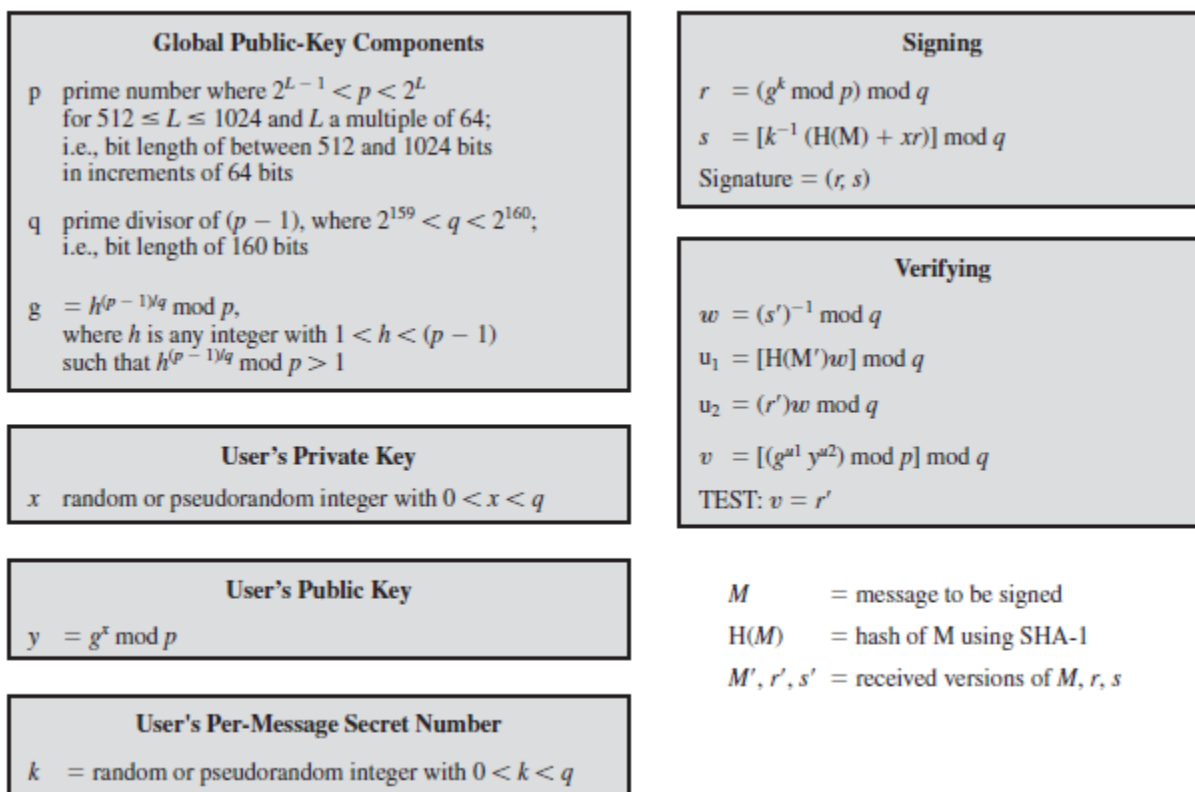 Global Public-Key Components
p prime number where 2^{L − 1} < p < 2^L
for 512 ≤ L ≤ 1024 and L a multiple of 64;
i.e., bit length of between 512 and 1024 bits
in increments of 64 bits
q prime divisor of (p − 1), where 2^{159} < q < 2^{160};
i.e., bit length of 160 bits
g = h^{(p − 1)/q} mod p,
where h is any integer with 1 < h < (p − 1)
such that h^{(p − 1)/q} mod p > 1
User's Private Key
x random or pseudorandom integer with 0 < x < q
User's Public Key
y = g^x mod p
User's Per-Message Secret Number
k = random or pseudorandom integer with 0 < k < q
Signing
r = (g^k mod p) mod q
s = [k^{−1} (H(M) + xr)] mod q
Signature = (r, s)
Verifying
w = (s′)^{−1} mod q
u_1 = [H(M′)w] mod q
u_2 = (r′)w mod q
v = [(g^{u1} y^{u2}) mod p] mod q
TEST: v = r′
M = message to be signed
H(M) = hash of M using SHA-1
M′, r′, s′ = received versions of M, r, s